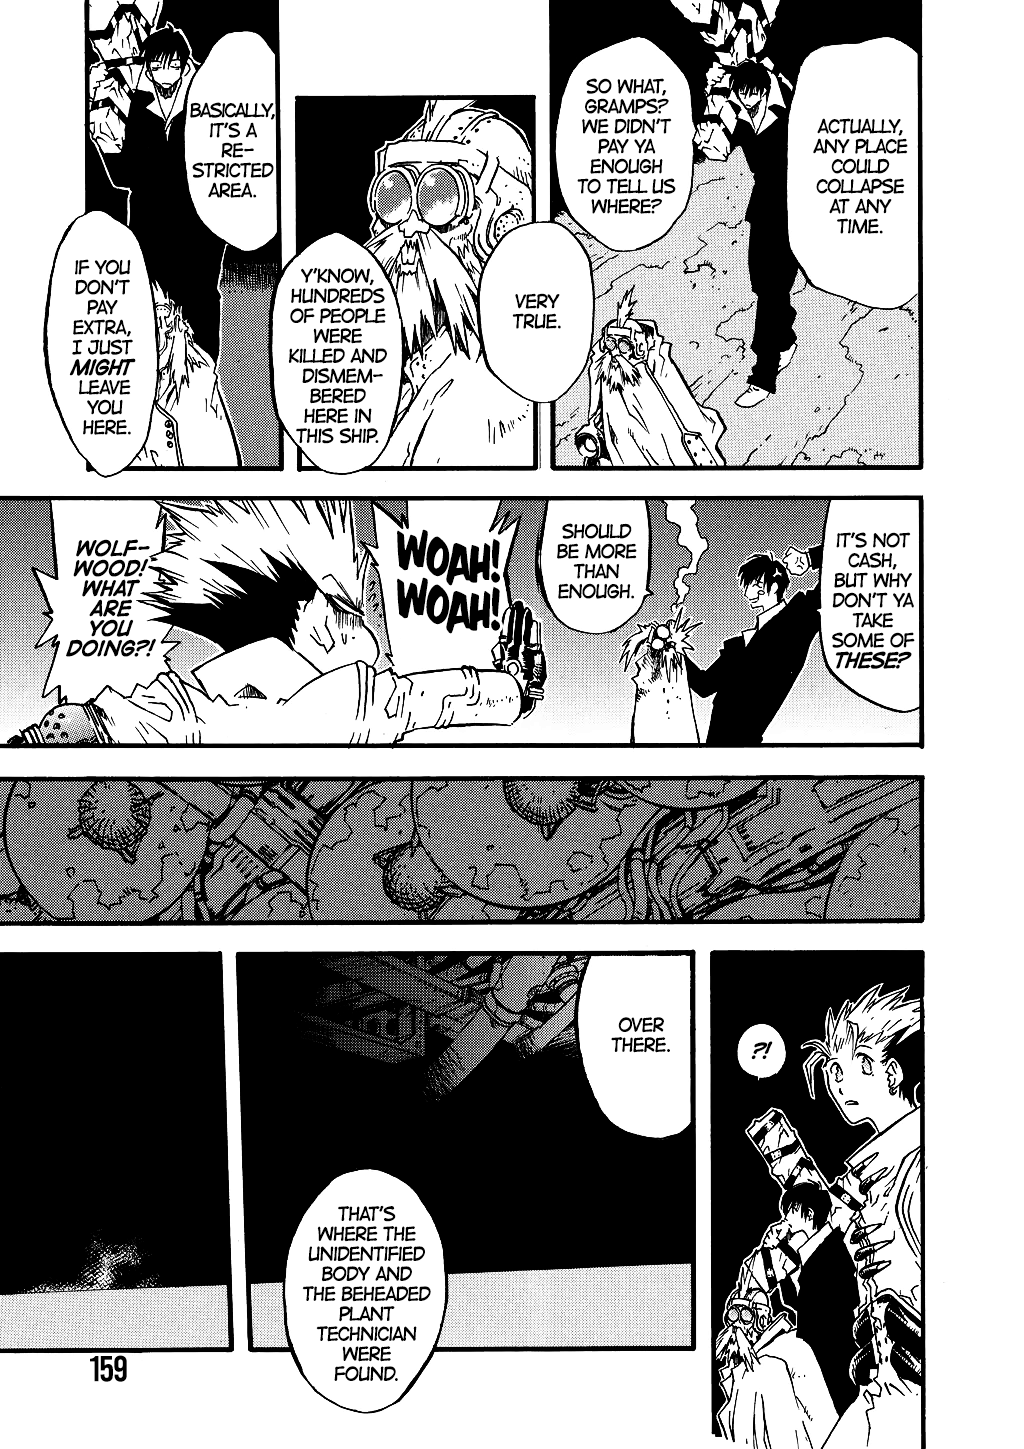 ACTUALLY,
ANY PLACE
COULD
COLLAPSE
AT ANY
TIME.
SO WHAT,
GRAMPS?
WE DIDN'T
PAY YA
ENOUGH
TO TELL US
WHERE?
VERY
TRUE.
Y'KNOW,
HUNDREDS
OF PEOPLE
WERE
KILLED AND
DISMEM-
BERED
HERE IN
THIS SHIP.
BASICALLY,
IT'S A
RE-
STRICTED
AREA.
IF YOU
DON'T
PAY
EXTRA,
I JUST
MIGHT
LEAVE
YOU
HERE.
IT'S NOT
CASH,
BUT WHY
DON'T YA
TAKE
SOME OF
THESE?
SHOULD
BE MORE
THAN
ENOUGH.
WOAH!
WOAH!
WOLF-
WOOD!
WHAT
ARE
YOU
DOING?!
?!
OVER
THERE.
THAT'S
WHERE THE
UNIDENTIFIED
BODY AND
THE BEHEADED
PLANT
TECHNICIAN
WERE
FOUND.
159